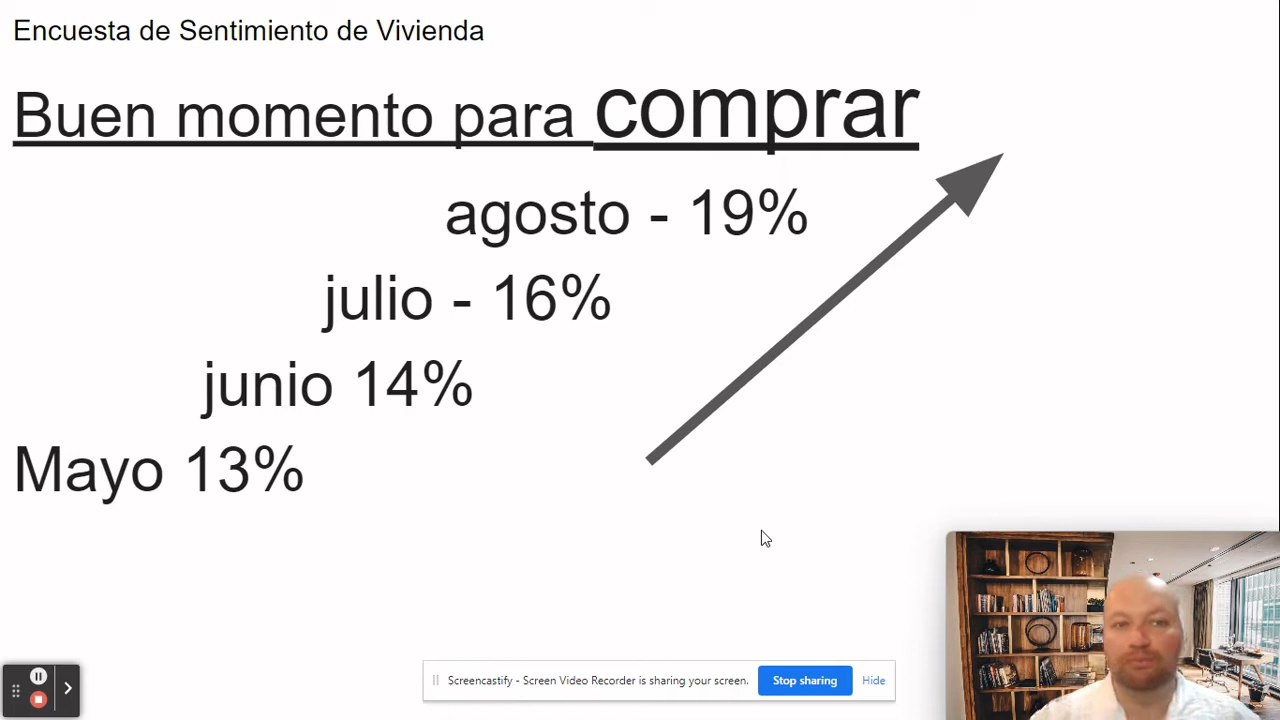 Encuesta de Sentimiento de Vivienda
Buen momento para comprar
agosto - 19%
julio - 16%
junio 14%
Mayo 13%
Screencastify - Screen Video Recorder is sharing your screen.
Stop sharing
Hide